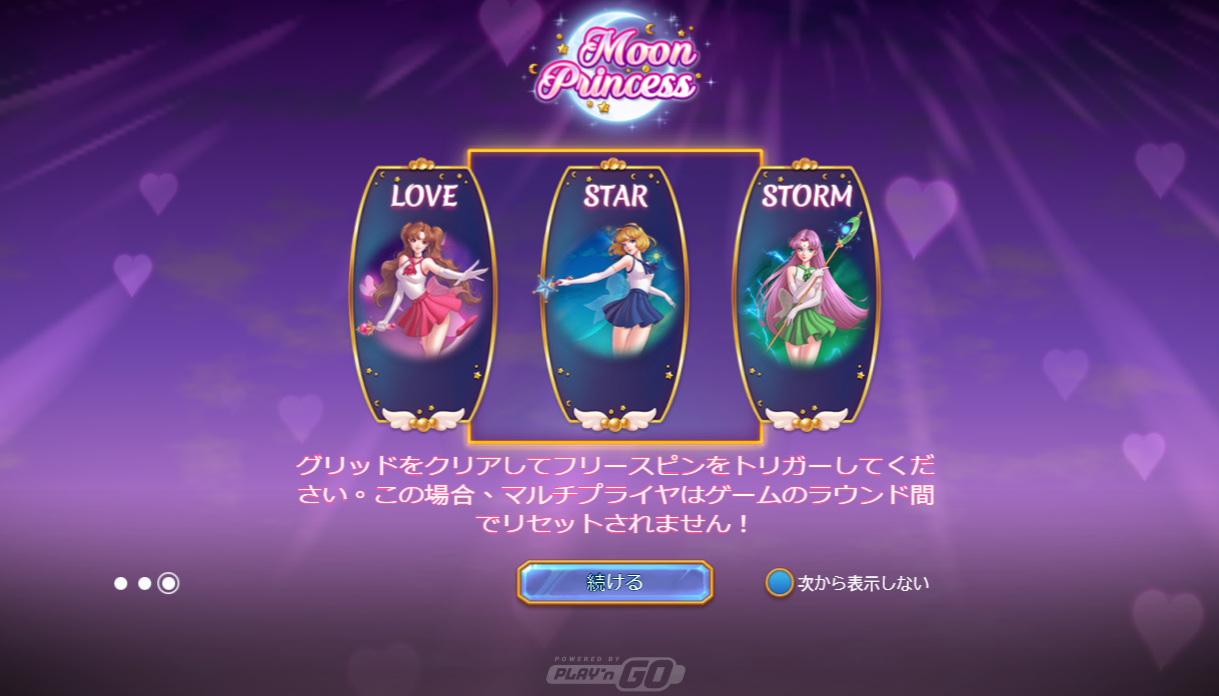 Moon
Princess
LOVE
STAR
STORM
グリッドをクリアしてフリースピンをトリガーしてくだ
さい。この場合、マルチプライヤはゲームのラウンド間
でリセットされません！
続ける
次から表示しない
POWERED BY
PLAY'n GO